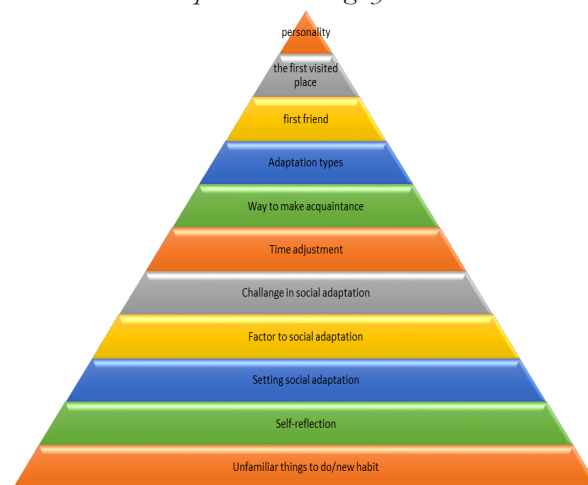 personality
the first visited
place
first friend
Adaptation types
Way to make acquaintance
Time adjustment
Challange in social adaptation
Factor to social adaptation
Setting social adaptation
Self-reflection
Unfamiliar things to do/new habit